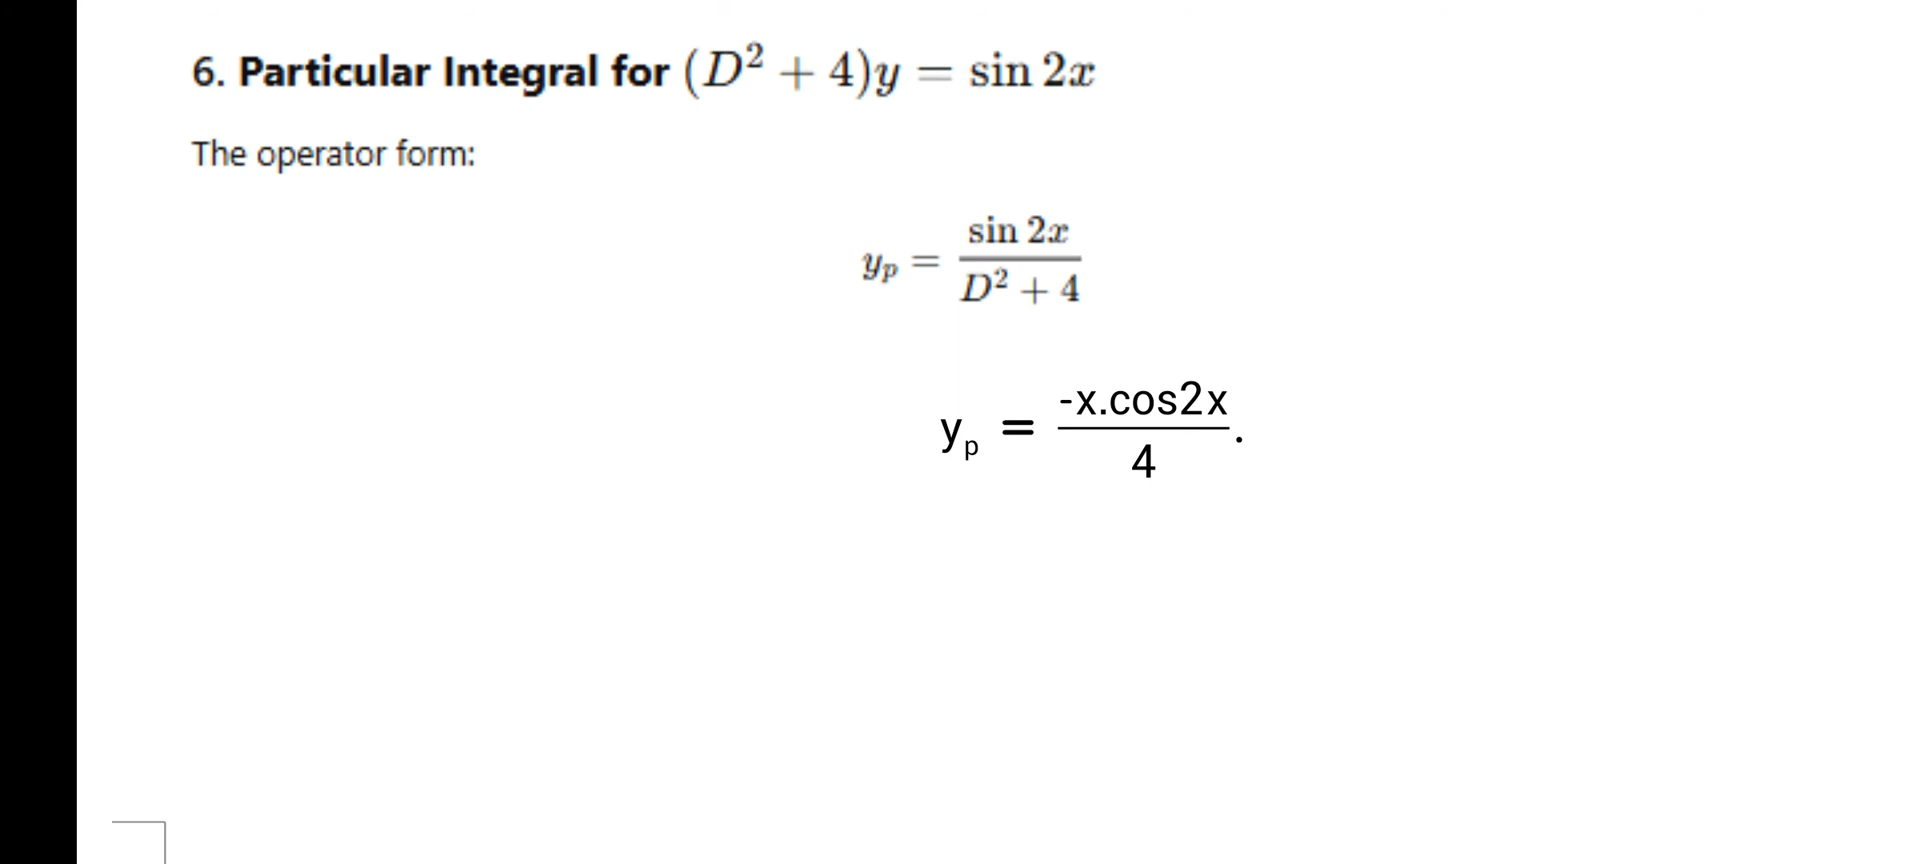 6. Particular Integral for (D² + 4)y = sin 2x
The operator form:
yₚ = sin 2x / D² + 4
yₚ = -x.cos2x / 4 .